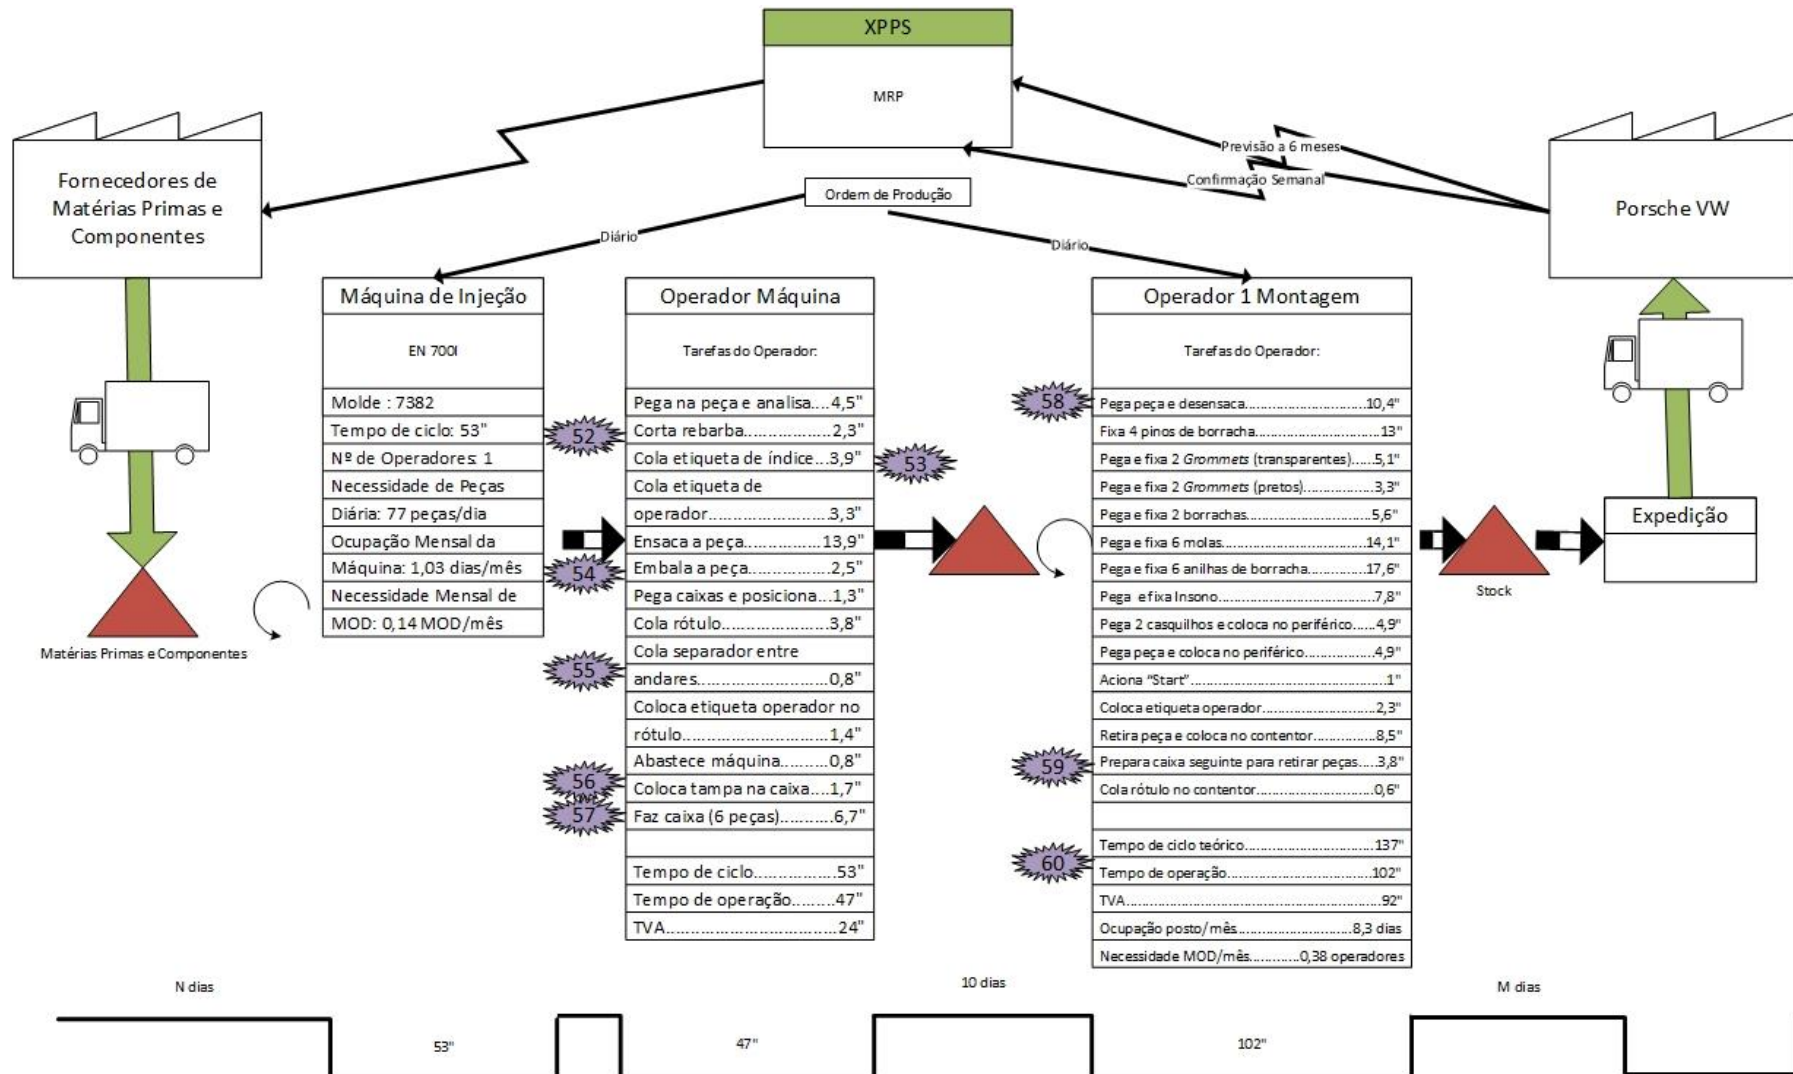 XPPS
MRP
Fornecedores de
Matérias Primas e
Componentes
Previsão a 6 meses
Confirmação Semanal
Porsche VW
Ordem de Produção
Diário
Diário
Máquina de Injeção
EN 700I
Molde : 7382
Tempo de ciclo: 53"
Nº de Operadores: 1
Necessidade de Peças
Diária: 77 peças/dia
Ocupação Mensal da
Máquina: 1,03 dias/mês
Necessidade Mensal de
MOD: 0,14 MOD/mês
Matérias Primas e Componentes
52
53
54
55
56
57
Operador Máquina
Tarefas do Operador:
Pega na peça e analisa....4,5"
Corta rebarba.................2,3"
Cola etiqueta de índice...3,9"
Cola etiqueta de
operador.......................3,3"
Ensaca a peça............13,9"
Embala a peça..............2,5"
Pega caixas e posiciona...1,3"
Cola rótulo....................3,8"
Cola separador entre
andares.........................0,8"
Coloca etiqueta operador no
rótulo............................1,4"
Abastece máquina.........0,8"
Coloca tampa na caixa...1,7"
Faz caixa (6 peças)..........6,7"
Tempo de ciclo................53"
Tempo de operação.........47"
TVA.................................24"
58
59
60
Operador 1 Montagem
Tarefas do Operador:
Pega peça e desensaca..............................10,4"
Fixa 4 pinos de borracha...............................13"
Pega e fixa 2 Grommets (transparentes).....5,1"
Pega e fixa 2 Grommets (pretos).................3,3"
Pega e fixa 2 borrachas...............................5,6"
Pega e fixa 6 molas....................................14,1"
Pega e fixa 6 anilhas de borracha................17,6"
Pega e fixa Insono.......................................7,8"
Pega 2 casquilhos e coloca no periférico.....4,9"
Pega peça e coloca no periférico.................4,9"
Aciona “Start”................................................1"
Coloca etiqueta operador............................2,3"
Retira peça e coloca no contentor...............8,5"
Prepara caixa seguinte para retirar peças....3,8"
Cola rótulo no contentor.............................0,6"
Tempo de ciclo teórico................................137"
Tempo de operação....................................102"
TVA..............................................................92"
Ocupação posto/mês............................8,3 dias
Necessidade MOD/mês............0,38 operadores
Stock
Expedição
N dias
10 dias
M dias
53"
47"
102"